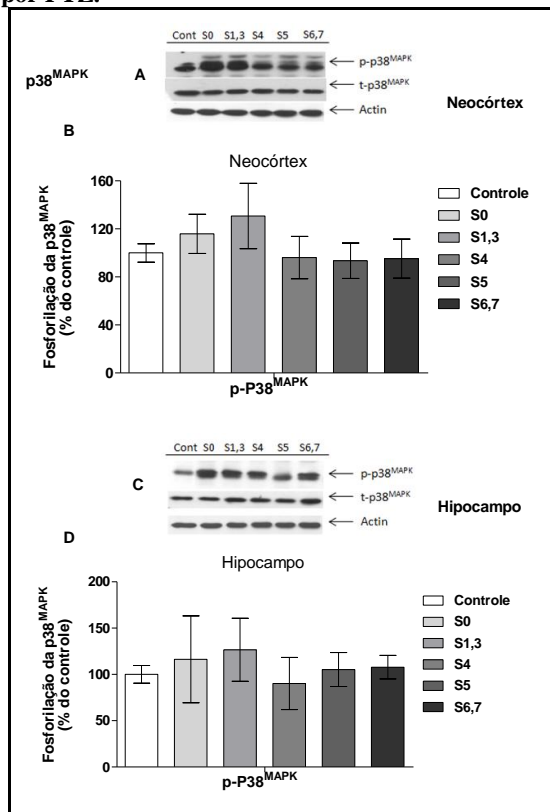 por PTZ.
Cont S0 S1,3 S4 S5 S6,7
p38MAPK
A
p-p38MAPK
t-p38MAPK
Actin
Neocórtex
B
Neocórtex
Fosforilação da p38MAPK
(% do controle)
160
120
80
40
0
p-P38MAPK
Controle
S0
S1,3
S4
S5
S6,7
Cont S0 S1,3 S4 S5 S6,7
C
p-p38MAPK
t-p38MAPK
Actin
Hipocampo
D
Hipocampo
Fosforilação da p38MAPK
(% do controle)
200
150
100
50
0
p-P38MAPK
Controle
S0
S1,3
S4
S5
S6,7